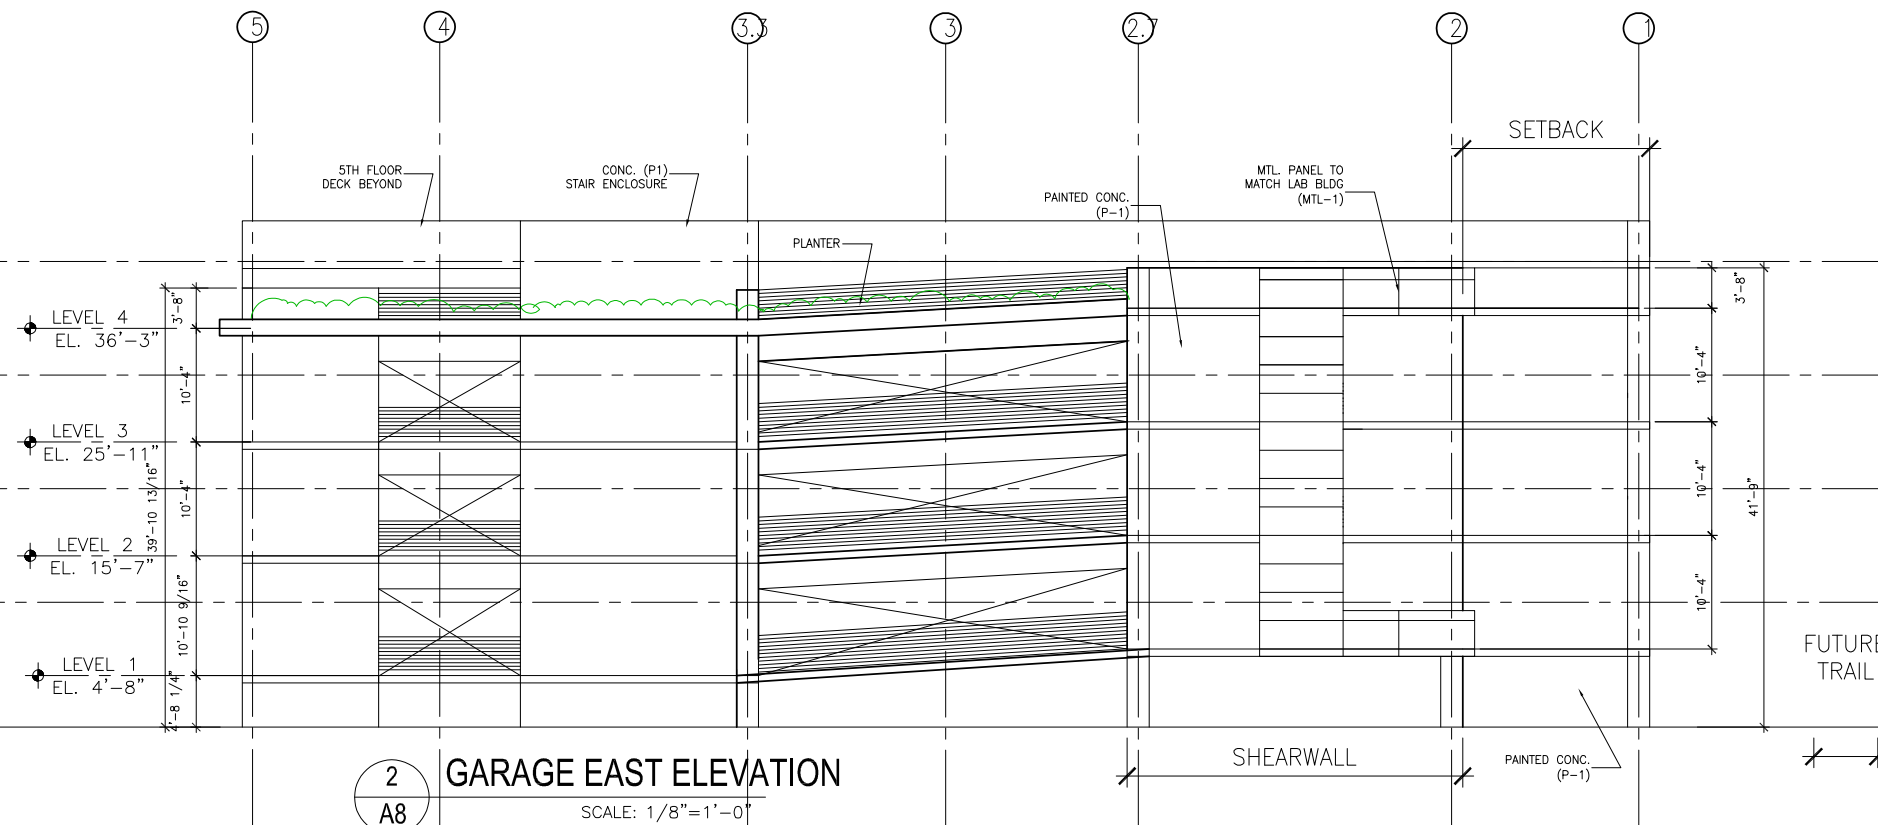 5
4
3.3
3
2.7
2
1
SETBACK
5TH FLOOR
DECK BEYOND
CONC. (P1)
STAIR ENCLOSURE
MTL. PANEL TO
MATCH LAB BLDG
(MTL-1)
PAINTED CONC.
(P-1)
PLANTER
3'-8"
3'-8"
LEVEL 4
EL. 36'-3"
10'-4"
10'-4"
LEVEL 3
EL. 25'-11"
39'-10 13/16"
10'-4"
10'-4"
41'-9"
LEVEL 2
EL. 15'-7"
10'-10 9/16"
10'-4"
LEVEL 1
EL. 4'-8"
4'-8 1/4"
FUTURE
TRAIL
SHEARWALL
PAINTED CONC.
(P-1)
2
A8
GARAGE EAST ELEVATION
SCALE: 1/8"=1'-0"